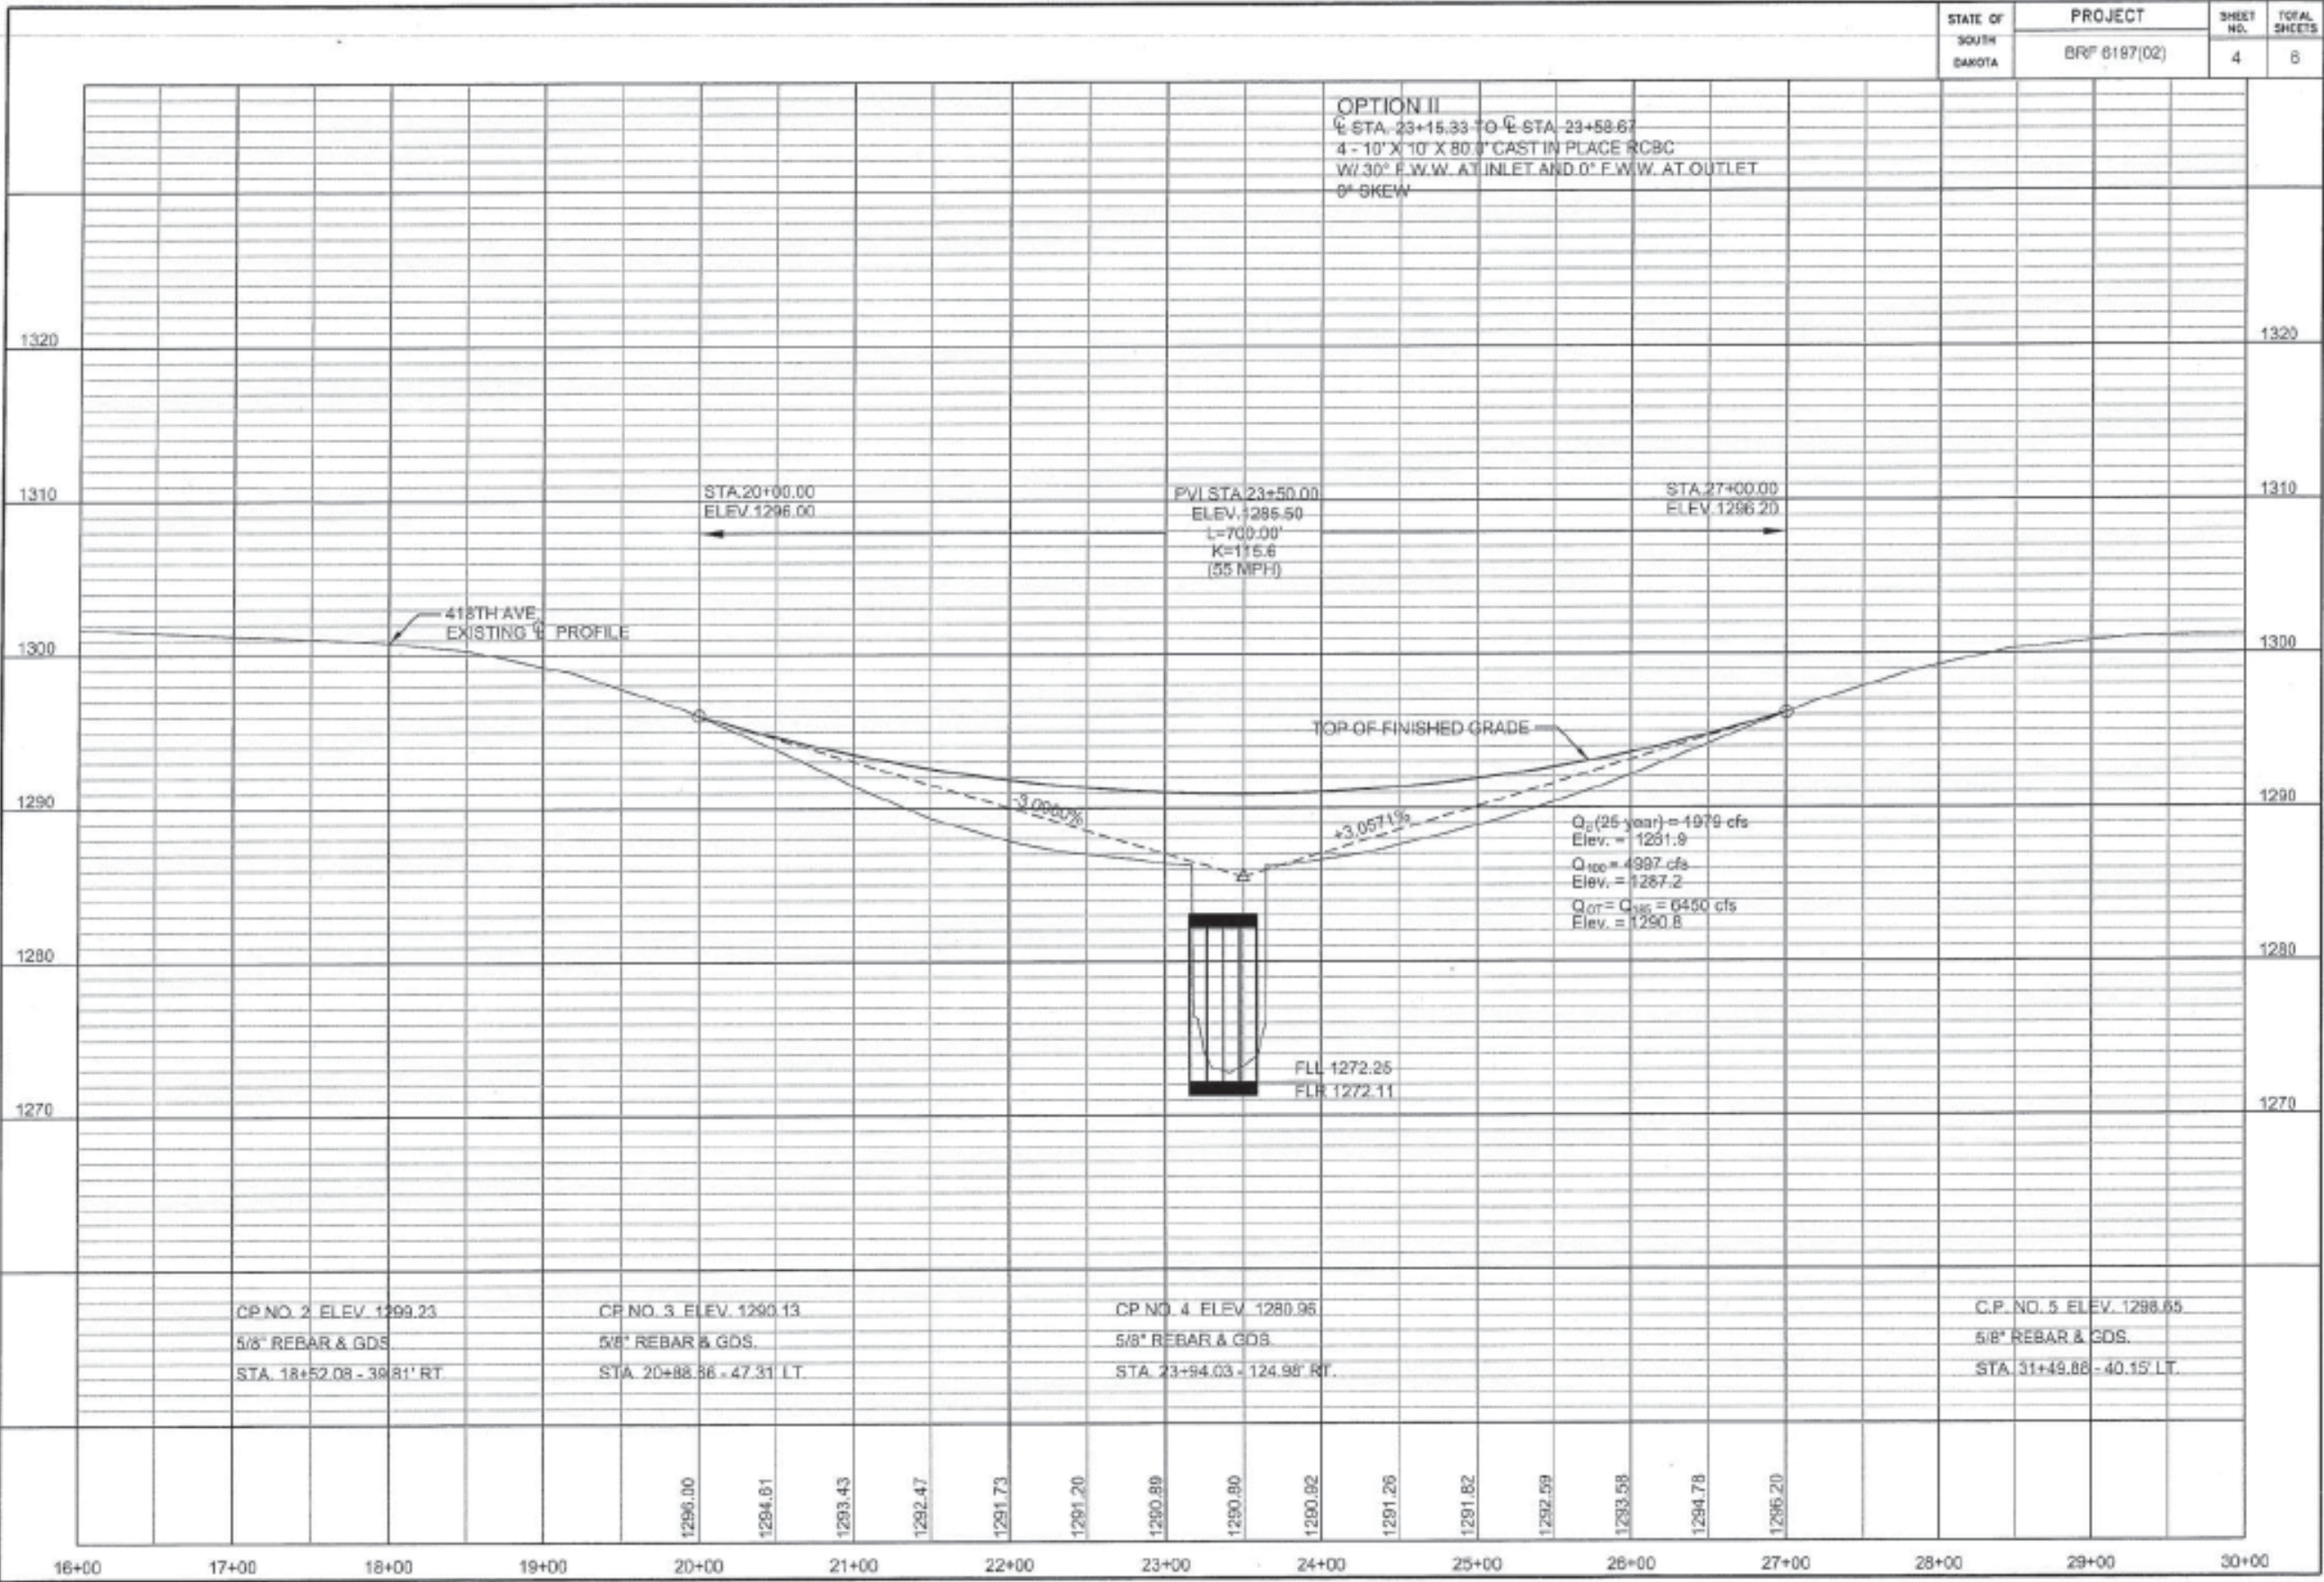 STATE OF SOUTH DAKOTA
PROJECT
BRF 6197(02)
SHEET NO.
4
TOTAL SHEETS
OPTION II
℄ STA. 23+15.33 TO ℄ STA. 23+58.67
4 - 10' X 10' X 80.0' CAST IN PLACE RCBC
W/ 30° F.W.W. AT INLET AND 0° F.W.W. AT OUTLET
0° SKEW
1320
1320
1310
1310
STA.20+00.00
ELEV.1296.00
PVI STA.23+50.00
ELEV.1285.50
L=700.00'
K=115.6
(55 MPH)
STA.27+00.00
ELEV.1296.20
418TH AVE
EXISTING ℄ PROFILE
1300
1300
TOP OF FINISHED GRADE
1290
1290
+3.0571%
(25 year) = 1979 cfs
Elev. = 1281.9
Q100 = 4997 cfs
Elev. = 1287.2
QOT = = 6450 cfs
Elev. = 1290.8
1280
1280
FLL 1272.25
FLR 1272.11
1270
1270
CP NO. 2 ELEV. 1299.23
5/8" REBAR & GDS.
STA. 18+52.08 - 39.81' RT
CP NO. 3 ELEV. 1290.13
5/8" REBAR & GDS.
STA. 20+88.86 - 47.31' LT.
CP NO. 4 ELEV. 1280.96
5/8" REBAR & GDS.
STA. 23+94.03 - 124.98' RT.
C.P. NO. 5 ELEV. 1298.65
5/8" REBAR & GDS.
STA. 31+49.88 - 40.15' LT.
1296.00
1294.61
1293.43
1292.47
1291.73
1291.20
1290.89
1290.80
1290.92
1291.26
1291.82
1292.59
1293.58
1294.78
1296.20
16+00
17+00
18+00
19+00
20+00
21+00
22+00
23+00
24+00
25+00
26+00
27+00
28+00
29+00
30+00